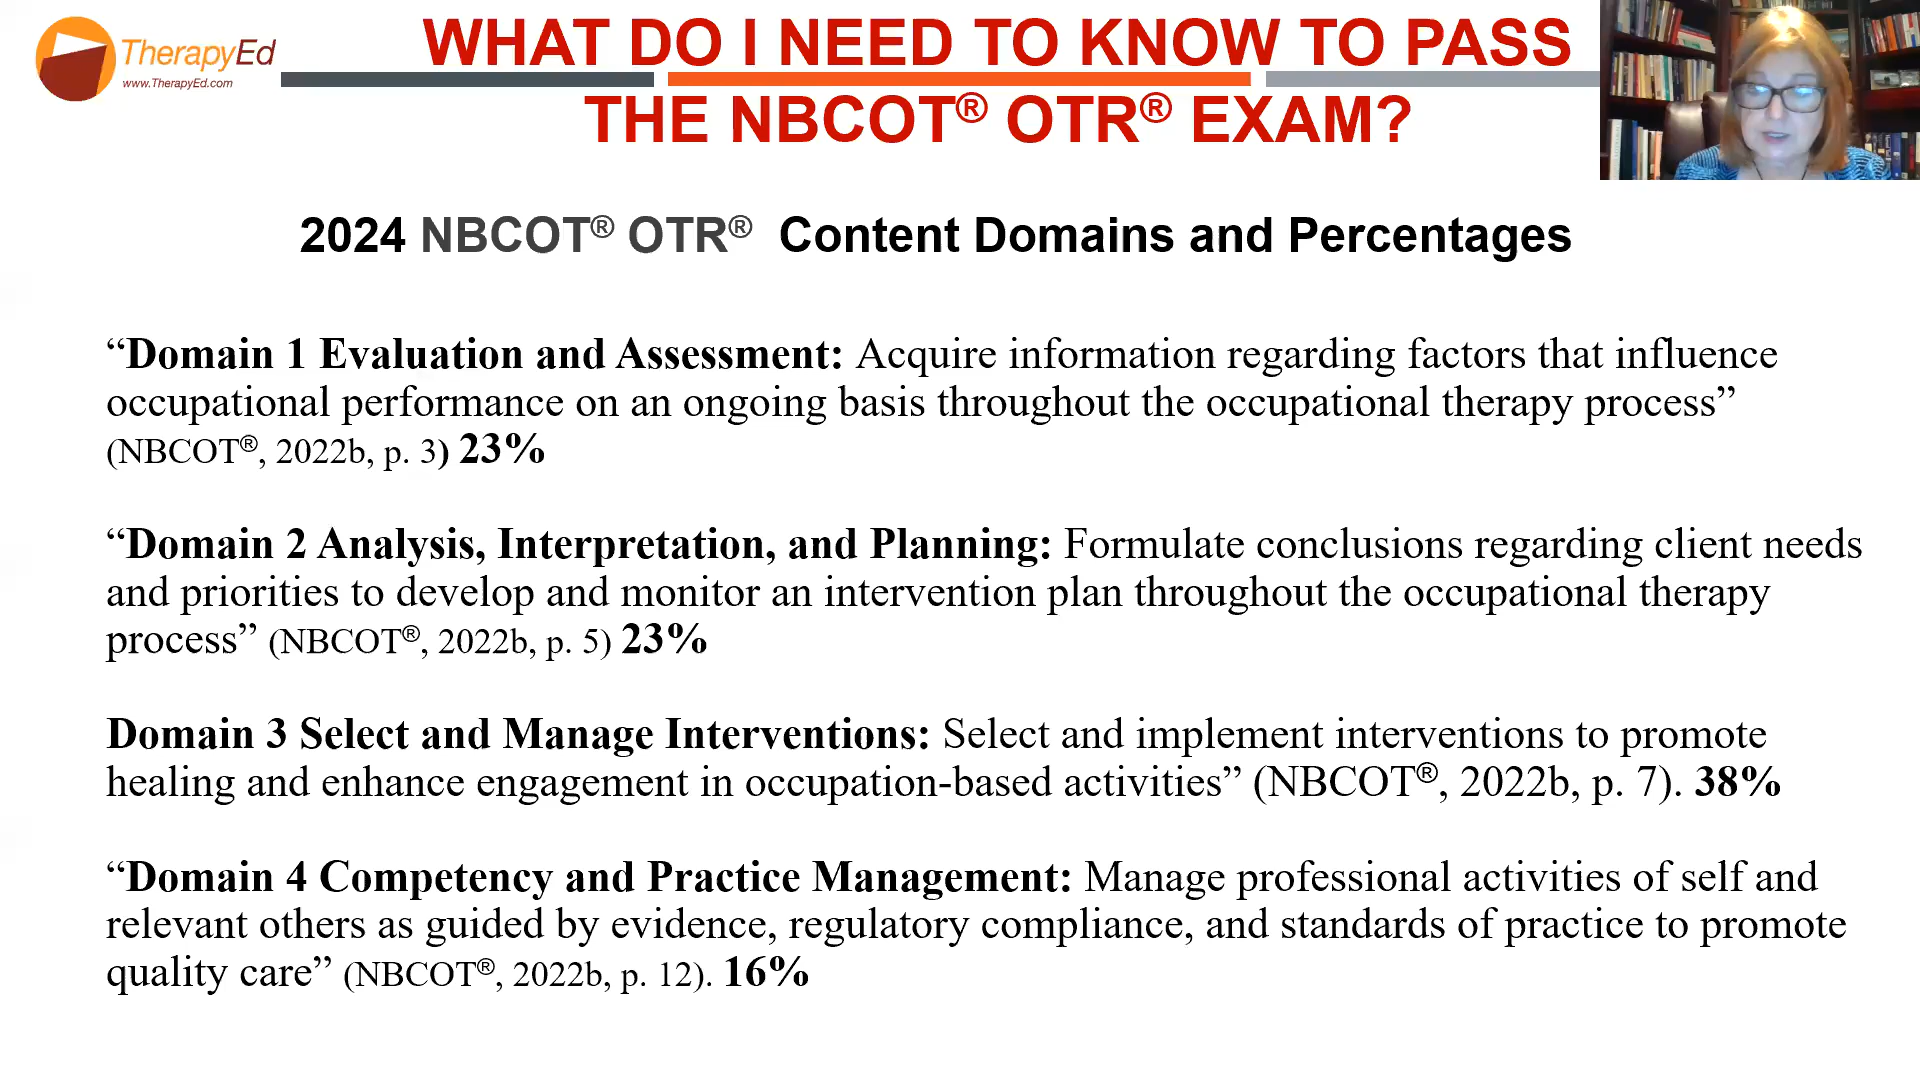 TherapyEd
www.TherapyEd.com
WHAT DO I NEED TO KNOW TO PASS
THE NBCOT® OTR® EXAM?
2024 NBCOT® OTR® Content Domains and Percentages
“Domain 1 Evaluation and Assessment: Acquire information regarding factors that influence
occupational performance on an ongoing basis throughout the occupational therapy process”
(NBCOT®, 2022b, p. 3) 23%
“Domain 2 Analysis, Interpretation, and Planning: Formulate conclusions regarding client needs
and priorities to develop and monitor an intervention plan throughout the occupational therapy
process” (NBCOT®, 2022b, p. 5) 23%
Domain 3 Select and Manage Interventions: Select and implement interventions to promote
healing and enhance engagement in occupation-based activities” (NBCOT®, 2022b, p. 7). 38%
“Domain 4 Competency and Practice Management: Manage professional activities of self and
relevant others as guided by evidence, regulatory compliance, and standards of practice to promote
quality care” (NBCOT®, 2022b, p. 12). 16%